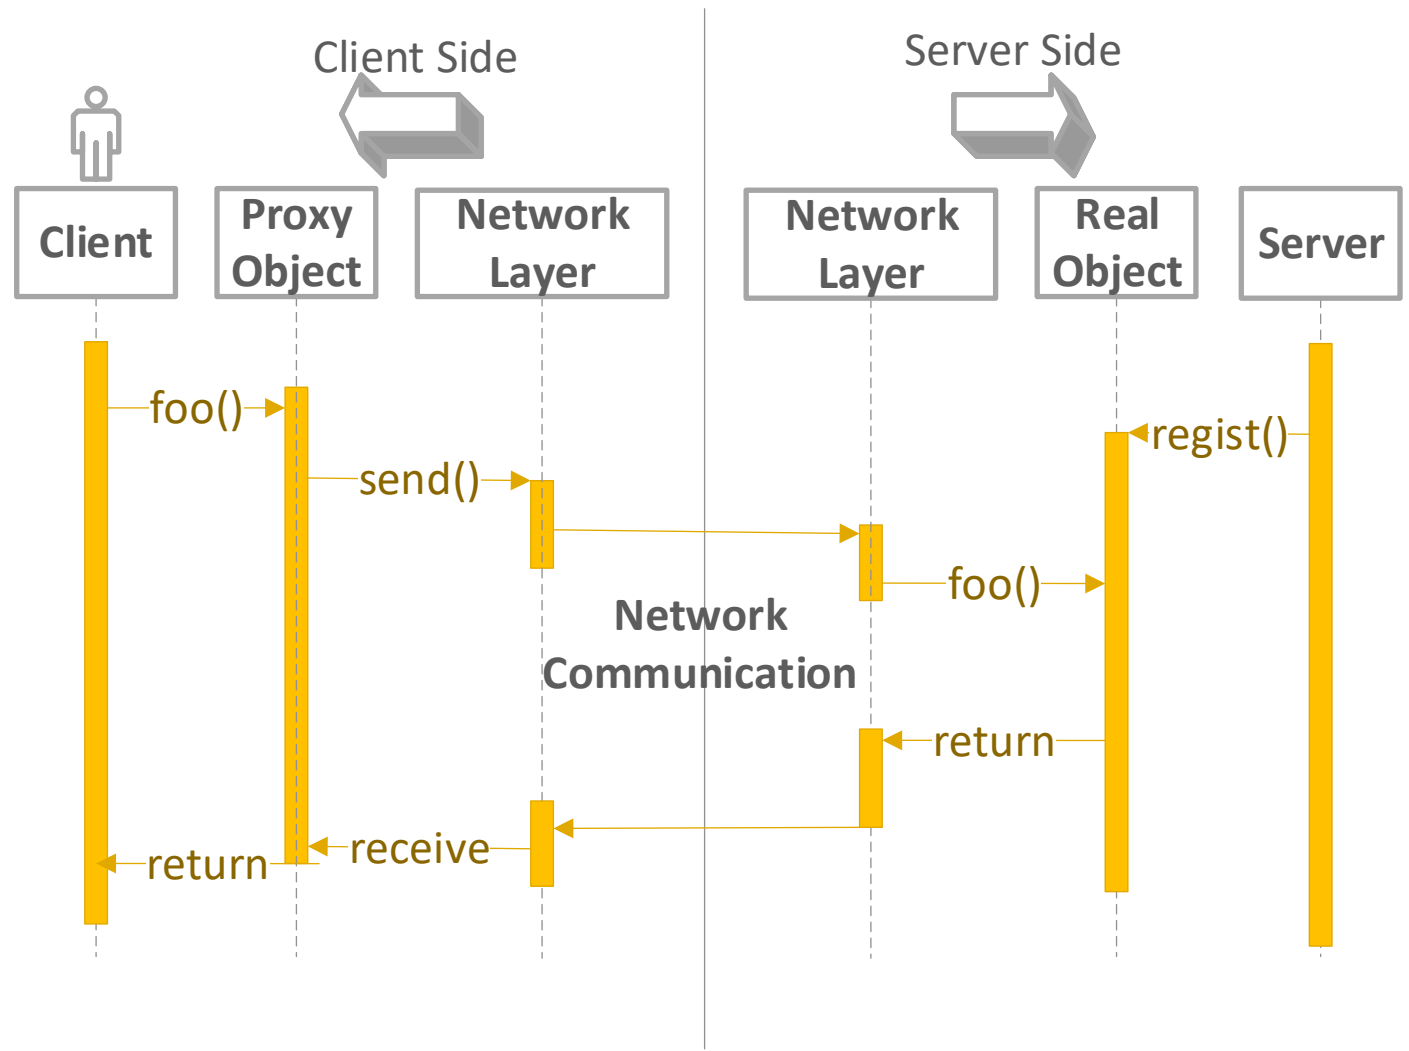 Client Side
Server Side
Client
Proxy
Object
Network
Layer
Network
Layer
Real
Object
Server
foo()
regist()
send()
foo()
Network
Communication
return
receive
return